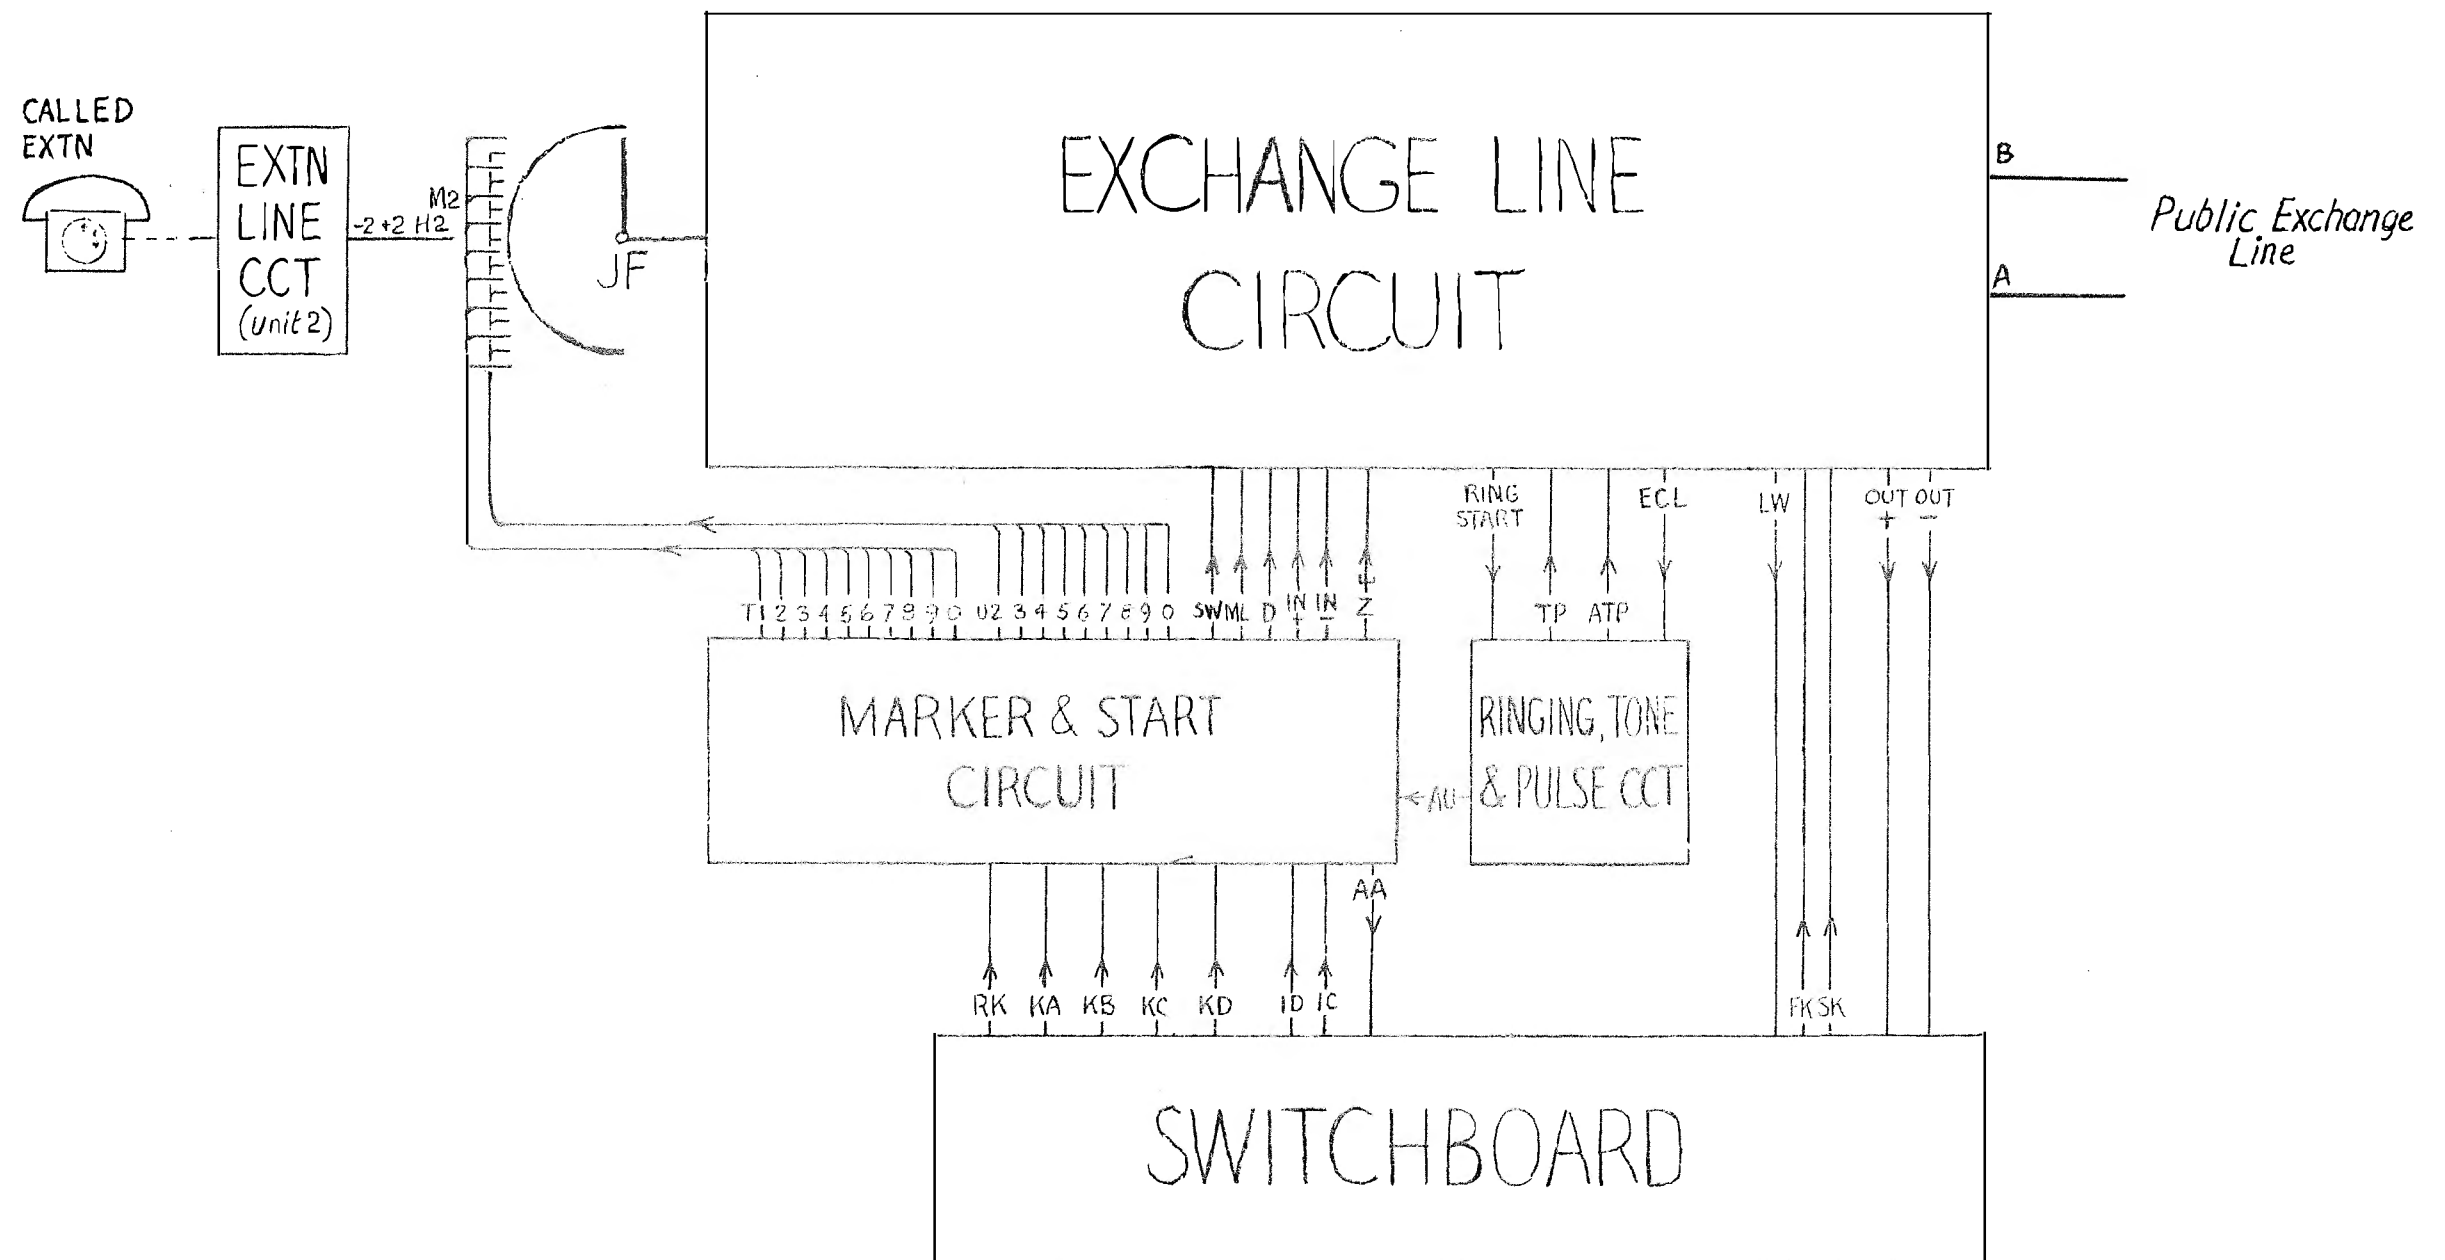 CALLED
EXTN
EXTN
LINE
CCT
(unit 2)
-2 +2 H2
M2
JF
EXCHANGE LINE
CIRCUIT
B
A
Public Exchange
Line
RING
START
ECL
LW
OUT OUT
+ −
T1 2 3 4 5 6 7 8 9 0 U2 3 4 5 6 7 8 9 0 SW ML D IN IN Z
+ −
TP ATP
MARKER & START
CIRCUIT
RINGING, TONE
& PULSE CCT
AU
AA
RK KA KB KC KD ID IC
FK SK
SWITCHBOARD